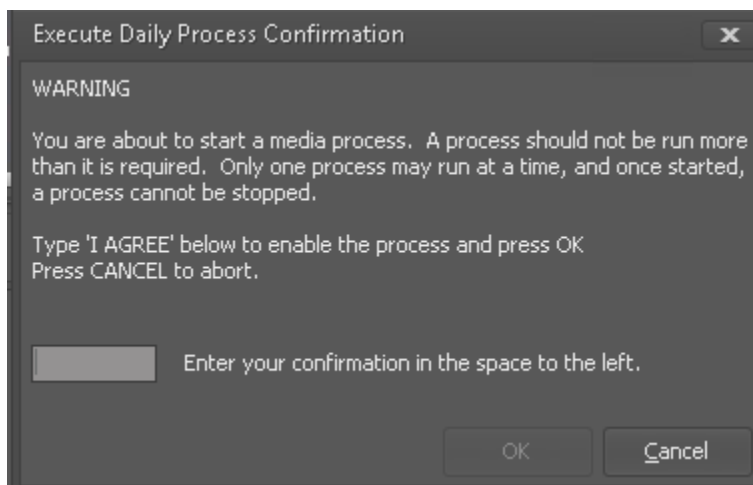 Execute Daily Process Confirmation
WARNING
You are about to start a media process.  A process should not be run more
than it is required.  Only one process may run at a time, and once started,
a process cannot be stopped.
Type 'I AGREE' below to enable the process and press OK
Press CANCEL to abort.
Enter your confirmation in the space to the left.
OK
Cancel